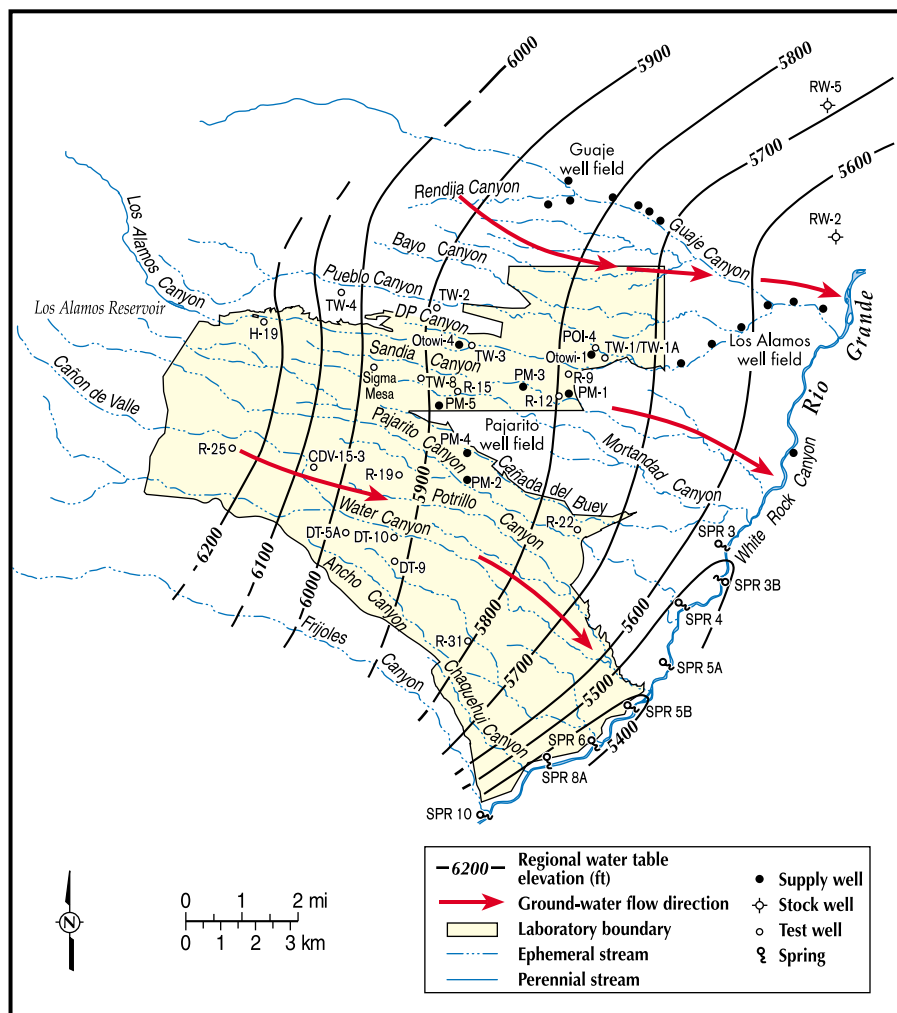 6000
5900
5800
RW-5
5700
5600
Guaje
well field
Rendija Canyon
Guaje Canyon
RW-2
Los Alamos
Canyon
Bayo Canyon
Pueblo Canyon
TW-4
TW-2
Los Alamos Reservoir
H-19
DP Canyon
Otowi-4
TW-3
POI-4
TW-1/TW-1A
Otowi-1
Los Alamos
well field
Rio Grande
Sandia Canyon
Sigma
Mesa
TW-8
R-15
PM-3
R-9
PM-5
R-12
PM-1
Cañon de Valle
Pajarito Canyon
Pajarito
well field
PM-4
Mortandad
Canyon
R-25
CDV-15-3
R-19
5900
PM-2
Cañada del Buey
Potrillo
Canyon
Water Canyon
R-22
White Rock Canyon
SPR 3
DT-5A
DT-10
DT-9
6200
6100
6000
Ancho Canyon
SPR 3B
SPR 4
Frijoles
Canyon
5800
5600
R-31
SPR 5A
5700
5500
Chaquehui Canyon
SPR 5B
5400
SPR 6
SPR 8A
SPR 10
6200
Regional water table
elevation (ft)
Ground-water flow direction
Laboratory boundary
Ephemeral stream
Perennial stream
Supply well
Stock well
Test well
Spring
N
0 1 2 mi
0 1 2 3 km